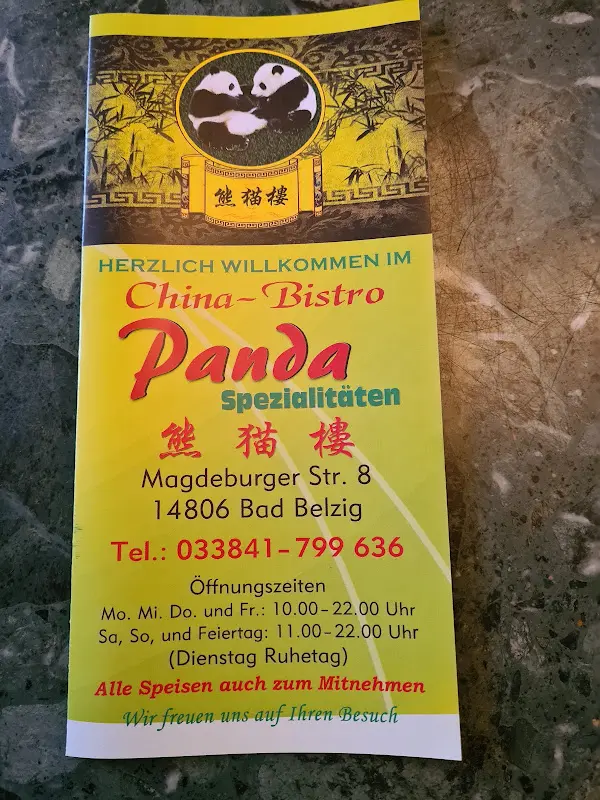 熊猫樓
HERZLICH WILLKOMMEN IM
China-Bistro
Panda
Spezialitäten
熊 猫 樓
Magdeburger Str. 8
14806 Bad Belzig
Tel.: 033841-799 636
Öffnungszeiten
Mo. Mi. Do. und Fr.: 10.00-22.00 Uhr
Sa, So, und Feiertag: 11.00-22.00 Uhr
(Dienstag Ruhetag)
Alle Speisen auch zum Mitnehmen
Wir freuen uns auf Ihren Besuch